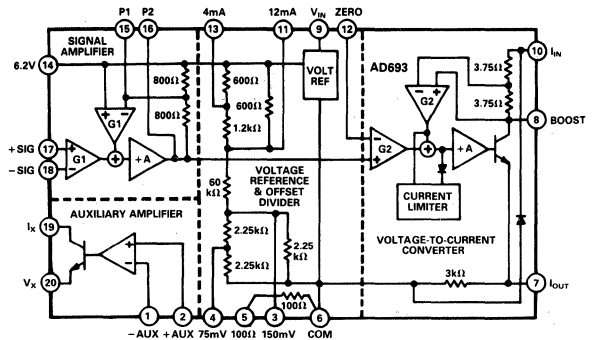 P1 P2 4mA 12mA VIN ZERO
15 16 13 11 9 12
SIGNAL AMPLIFIER
6.2V 14
800Ω
800Ω
600Ω
600Ω
1.2kΩ
VOLT REF
AD693
3.75Ω
3.75Ω
10 IIN
8 BOOST
+ −
G1
− +
G2
+SIG 17
−SIG 18
+
−
G1
+
+A
−
+
G2
+
+A
60 kΩ
VOLTAGE REFERENCE & OFFSET DIVIDER
CURRENT LIMITER
AUXILIARY AMPLIFIER
IX
19
VX
20
+
−
2.25kΩ
2.25kΩ
2.25 kΩ
100Ω
VOLTAGE-TO-CURRENT CONVERTER
3kΩ
7 IOUT
1 2 4 5 3 6
−AUX +AUX 75mV 100Ω 150mV COM